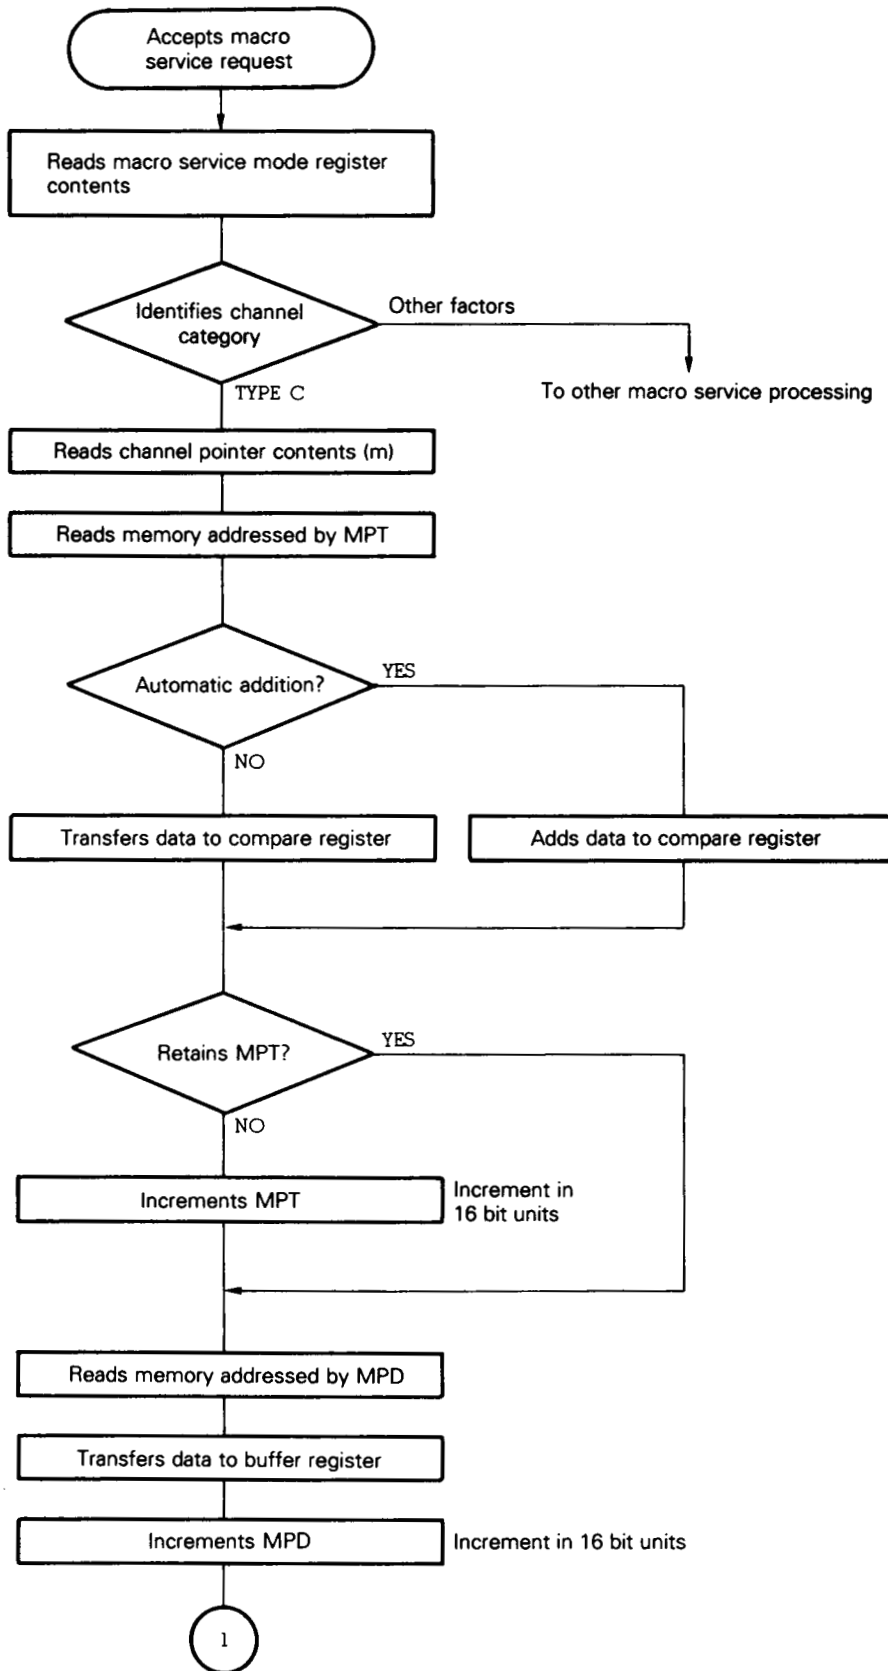 Accepts macro
service request
Reads macro service mode register
contents
Identifies channel
category
Other factors
To other macro service processing
TYPE C
Reads channel pointer contents (m)
Reads memory addressed by MPT
Automatic addition?
YES
NO
Transfers data to compare register
Adds data to compare register
Retains MPT?
YES
NO
Increments MPT
Increment in
16 bit units
Reads memory addressed by MPD
Transfers data to buffer register
Increments MPD
Increment in 16 bit units
1